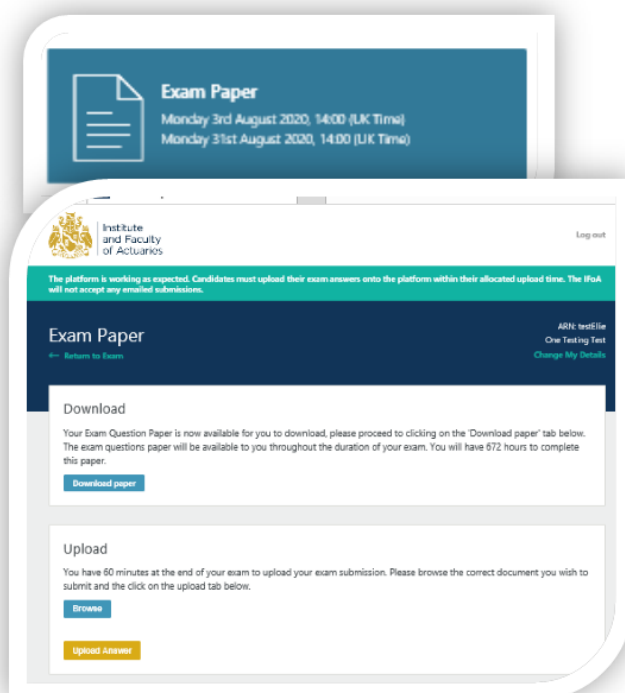 Exam Paper
Monday 3rd August 2020, 14:00 (UK Time)
Monday 31st August 2020, 14:00 (UK Time)
Institute
and Faculty
of Actuaries
Log out
The platform is working as expected. Candidates must upload their exam answers onto the platform within their allocated upload time. The IFoA
will not accept any emailed submissions.
Exam Paper
← Return to Exam
ARN: testEllie
One Testing Test
Change My Details
Download
Your Exam Question Paper is now available for you to download, please proceed to clicking on the 'Download paper' tab below.
The exam questions paper will be available to you throughout the duration of your exam. You will have 672 hours to complete
this paper.
Download paper
Upload
You have 60 minutes at the end of your exam to upload your exam submission. Please browse the correct document you wish to
submit and the click on the upload tab below.
Browse
Upload Answer